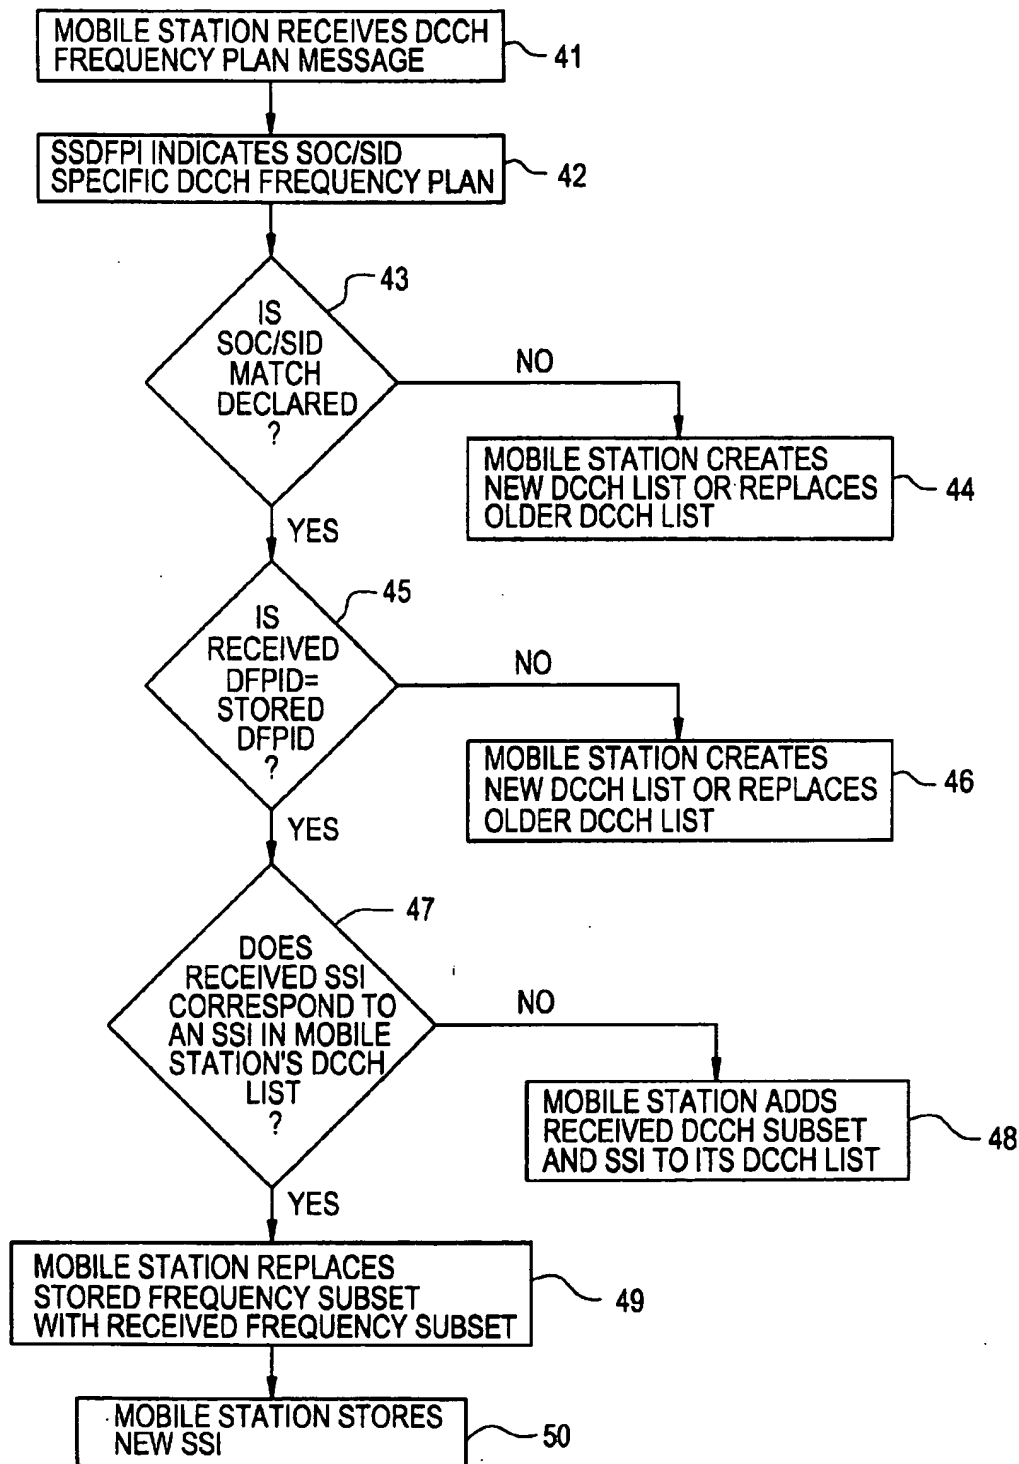 MOBILE STATION RECEIVES DCCH
FREQUENCY PLAN MESSAGE
41
SSDFPI INDICATES SOC/SID
SPECIFIC DCCH FREQUENCY PLAN
42
43
IS
SOC/SID
MATCH
DECLARED
?
NO
MOBILE STATION CREATES
NEW DCCH LIST OR REPLACES
OLDER DCCH LIST
44
YES
45
IS
RECEIVED
DFPID=
STORED
DFPID
?
NO
MOBILE STATION CREATES
NEW DCCH LIST OR REPLACES
OLDER DCCH LIST
46
YES
47
DOES
RECEIVED SSI
CORRESPOND TO
AN SSI IN MOBILE
STATION'S DCCH
LIST
?
NO
MOBILE STATION ADDS
RECEIVED DCCH SUBSET
AND SSI TO ITS DCCH LIST
48
YES
MOBILE STATION REPLACES
STORED FREQUENCY SUBSET
WITH RECEIVED FREQUENCY SUBSET
49
MOBILE STATION STORES
NEW SSI
50